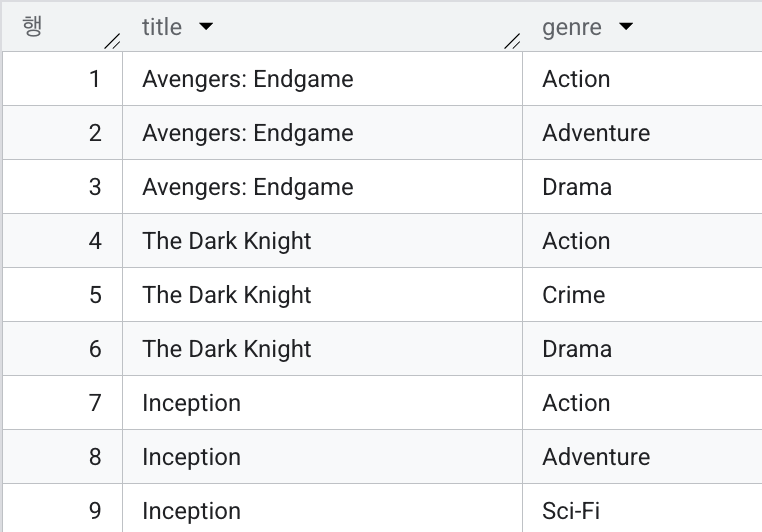 행 title genre
1 Avengers: Endgame Action
2 Avengers: Endgame Adventure
3 Avengers: Endgame Drama
4 The Dark Knight Action
5 The Dark Knight Crime
6 The Dark Knight Drama
7 Inception Action
8 Inception Adventure
9 Inception Sci-Fi